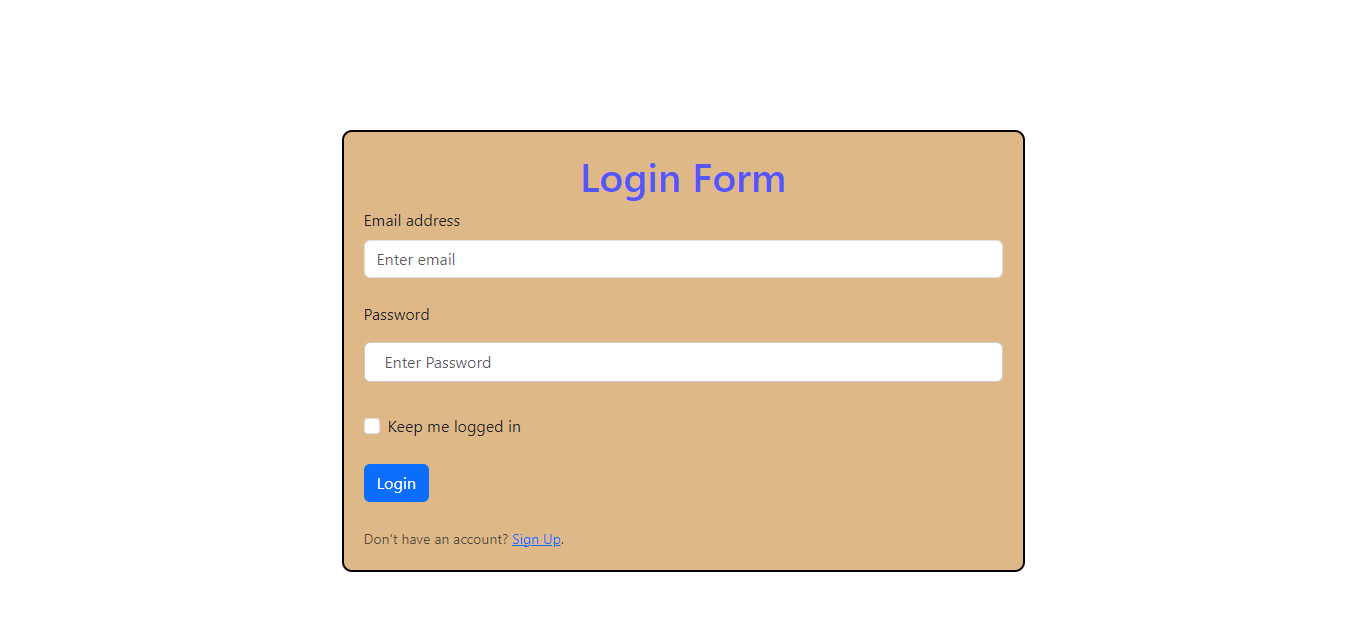 Login Form
Email address
Enter email
Password
Enter Password
Keep me logged in
Login
Don't have an account? Sign Up.